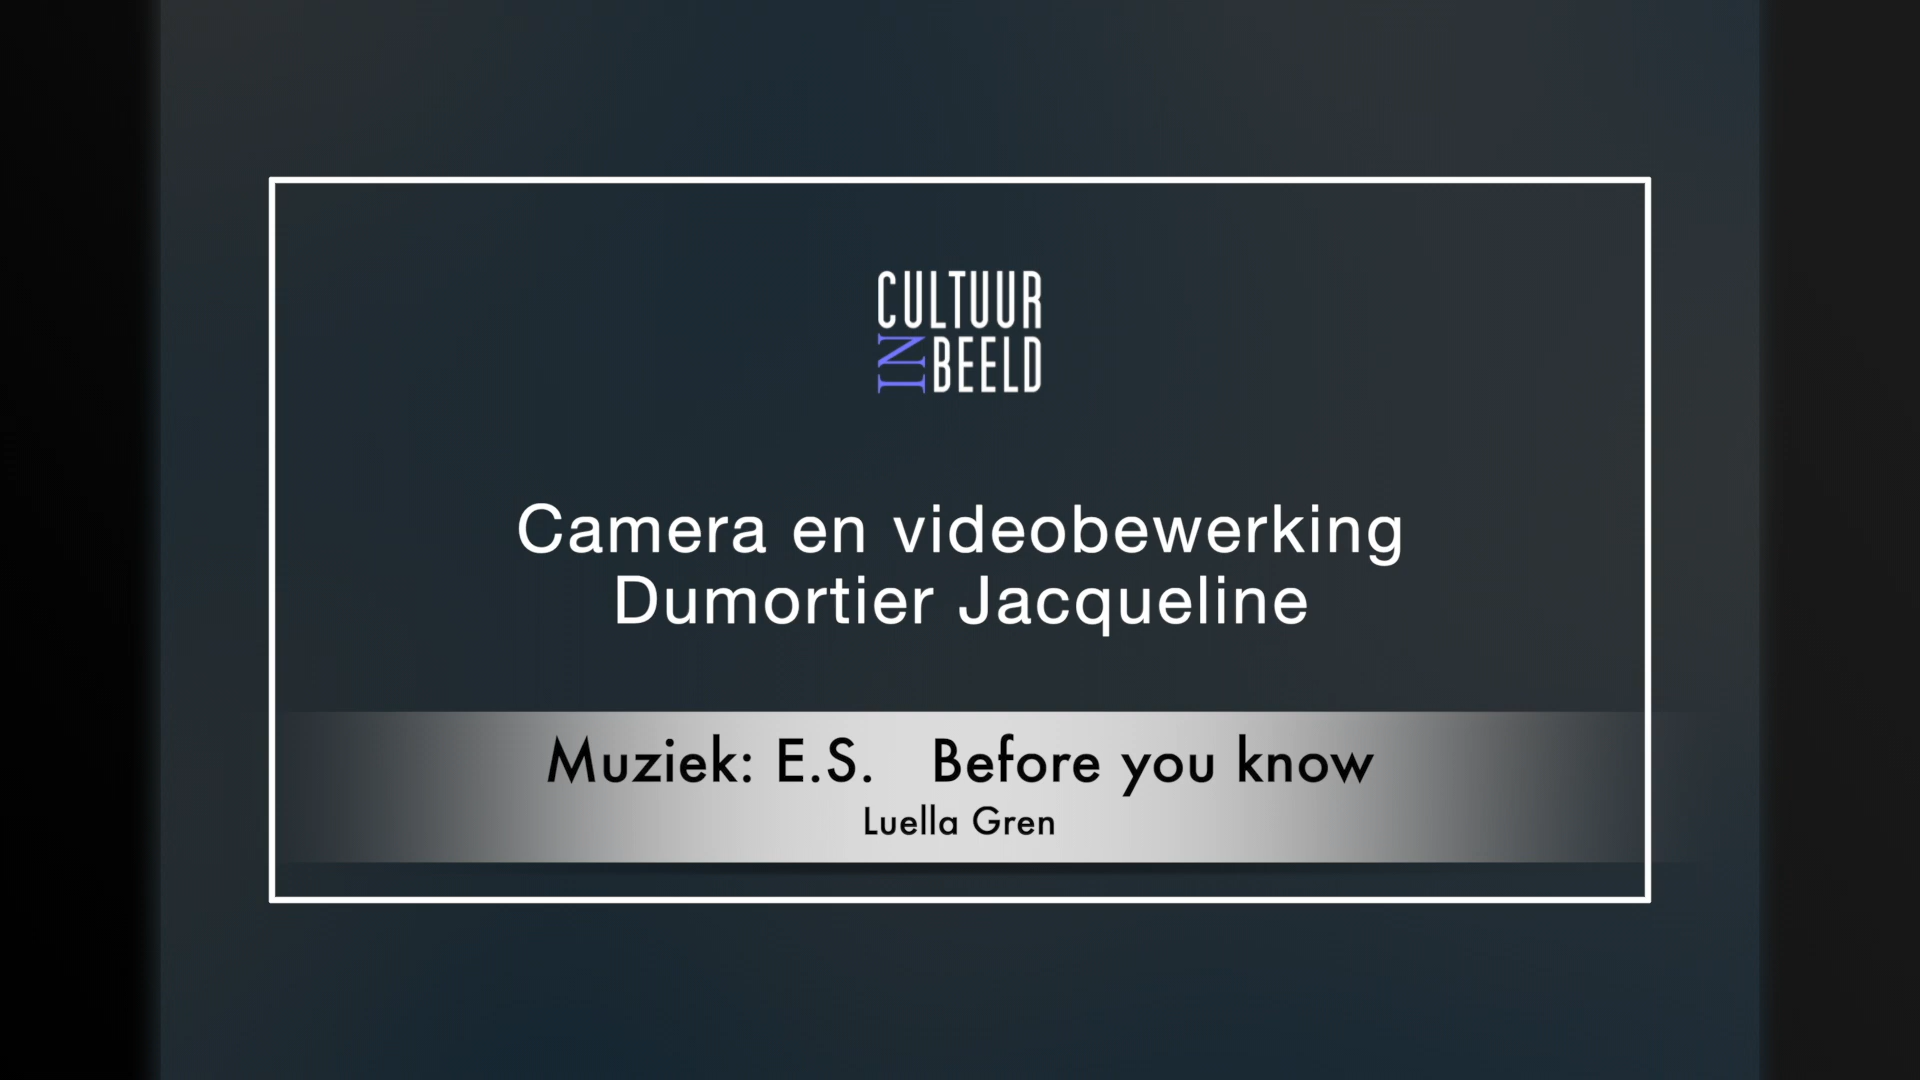 CULTUUR
IN BEELD
Camera en videobewerking
Dumortier Jacqueline
Muziek: E.S. Before you know
Luella Gren